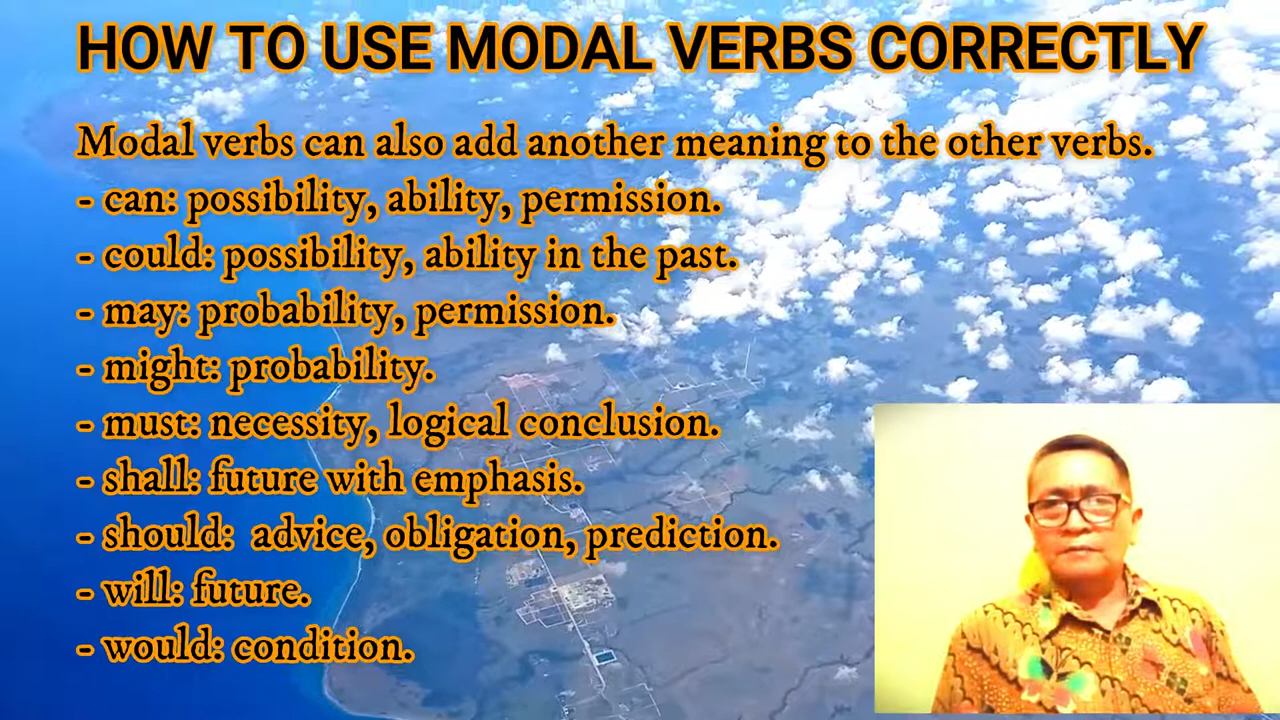 HOW TO USE MODAL VERBS CORRECTLY
Modal verbs can also add another meaning to the other verbs.
- can: possibility, ability, permission.
- could: possibility, ability in the past.
- may: probability, permission.
- might: probability.
- must: necessity, logical conclusion.
- shall: future with emphasis.
- should:  advice, obligation, prediction.
- will: future.
- would: condition.